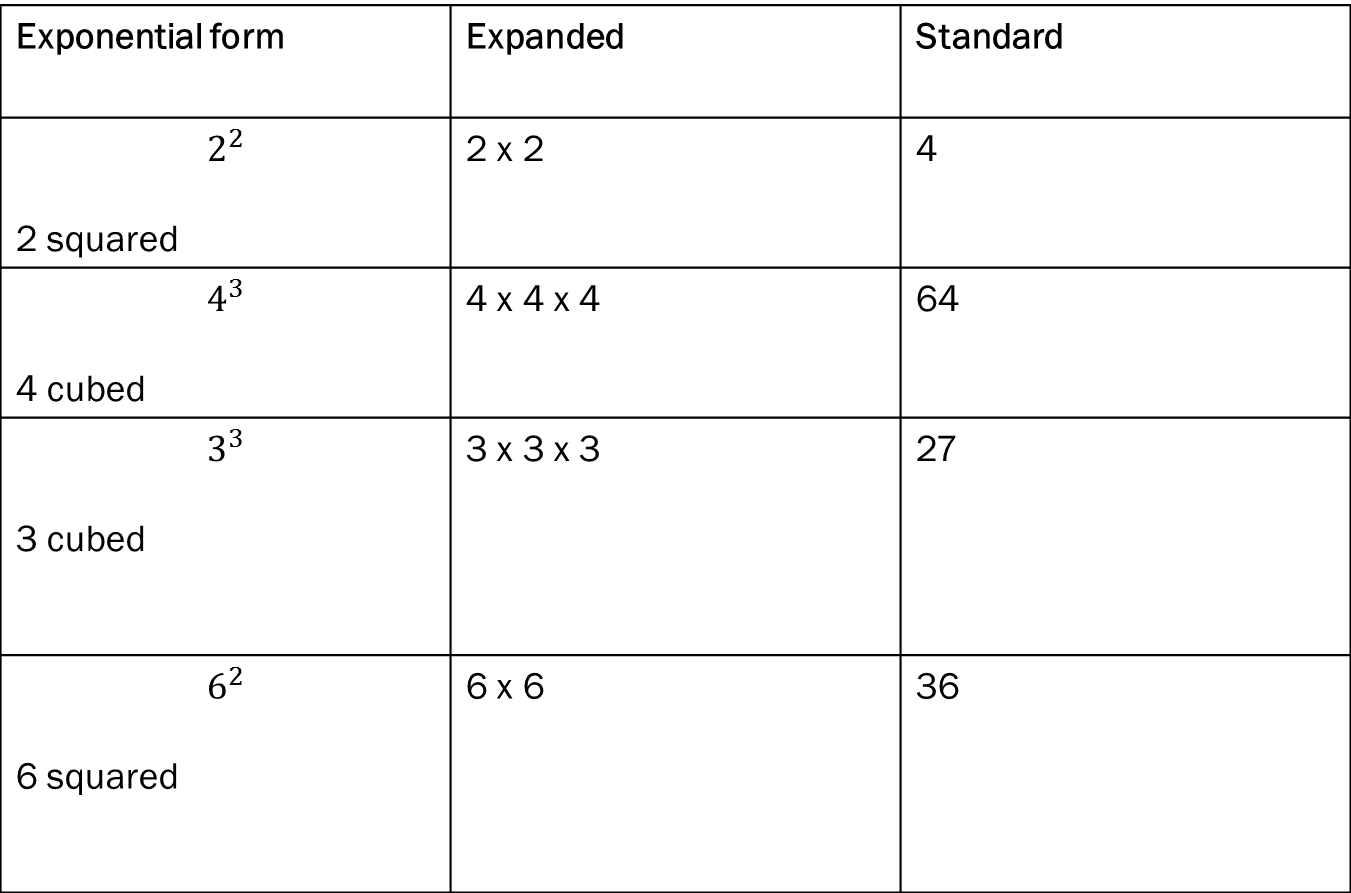 Exponential form Expanded Standard
2² 2 x 2 4
2 squared
4³ 4 x 4 x 4 64
4 cubed
3³ 3 x 3 x 3 27
3 cubed
6² 6 x 6 36
6 squared